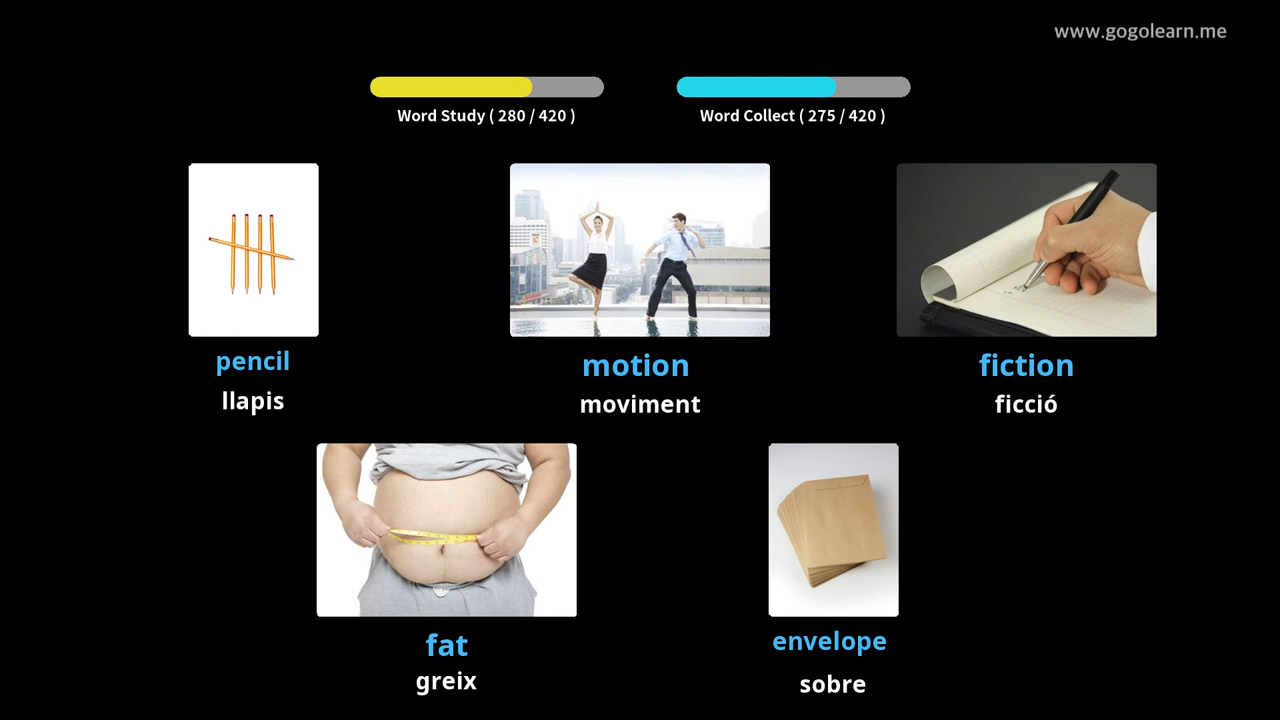 www.gogolearn.me
Word Study ( 280 / 420 )
Word Collect ( 275 / 420 )
pencil
llapis
motion
moviment
fiction
ficció
fat
greix
envelope
sobre